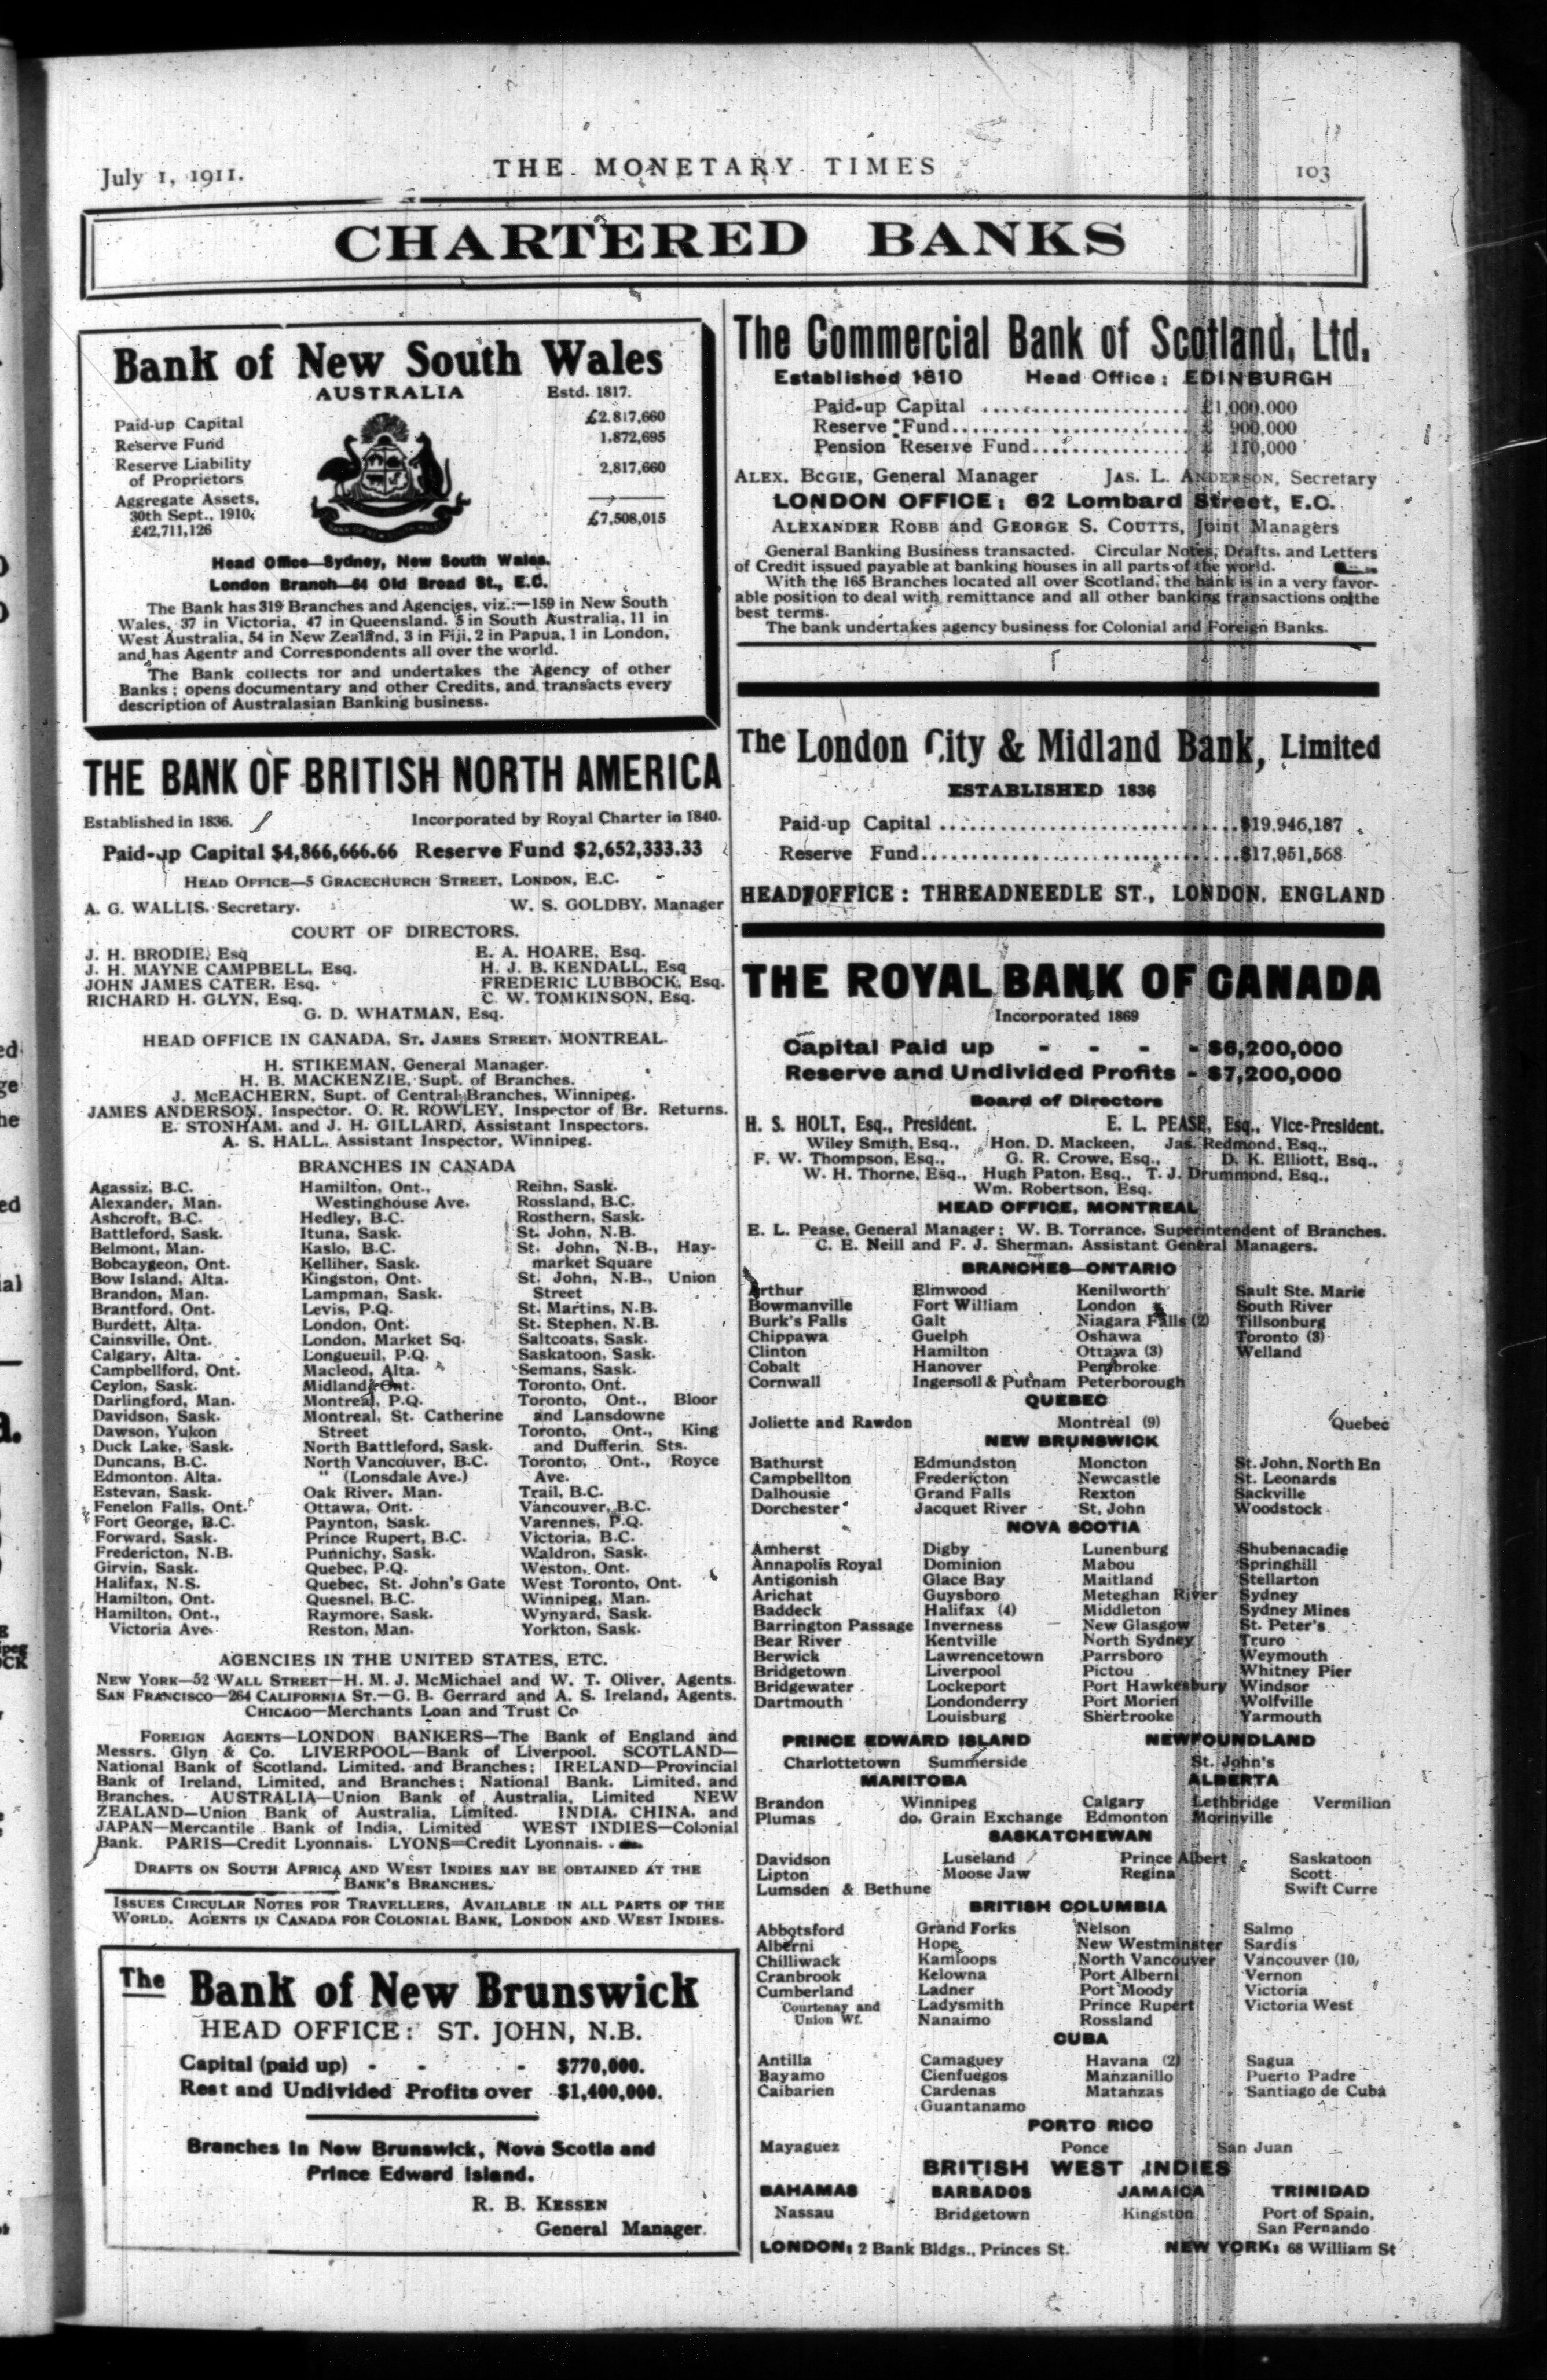 July 1, 1911.
THE MONETARY TIMES
103
CHARTERED BANKS
Bank of New South Wales
AUSTRALIA
Estd. 1817.
Paid-up Capital £2,817,660
Reserve Fund 1,872,695
Reserve Liability
of Proprietors 2,817,660
Aggregate Assets,
30th Sept., 1910,
£42,711,126 £7,508,015
Head Office—Sydney, New South Wales.
London Branch—64 Old Broad St., E.C.
The Bank has 319 Branches and Agencies, viz.:—159 in New South
Wales, 37 in Victoria, 47 in Queensland, 5 in South Australia, 11 in
West Australia, 54 in New Zealand, 3 in Fiji, 2 in Papua, 1 in London,
and has Agentr and Correspondents all over the world.
The Bank collects tor and undertakes the Agency of other
Banks; opens documentary and other Credits, and transacts every
description of Australasian Banking business.
THE BANK OF BRITISH NORTH AMERICA
Established in 1836. Incorporated by Royal Charter in 1840.
Paid-up Capital $4,866,666.66 Reserve Fund $2,652,333.33
HEAD OFFICE—5 GRACECHURCH STREET, LONDON, E.C.
A. G. WALLIS, Secretary. W. S. GOLDBY, Manager
COURT OF DIRECTORS.
J. H. BRODIE, Esq E. A. HOARE, Esq.
J. H. MAYNE CAMPBELL, Esq. H. J. B. KENDALL, Esq
JOHN JAMES CATER, Esq. FREDERIC LUBBOCK, Esq.
RICHARD H. GLYN, Esq. C. W. TOMKINSON, Esq.
G. D. WHATMAN, Esq.
HEAD OFFICE IN CANADA, ST. JAMES STREET, MONTREAL.
H. STIKEMAN, General Manager.
H. B. MACKENZIE, Supt. of Branches.
J. McEACHERN, Supt. of Central Branches, Winnipeg.
JAMES ANDERSON, Inspector. O. R. ROWLEY, Inspector of Br. Returns.
E. STONHAM, and J. H. GILLARD, Assistant Inspectors.
A. S. HALL, Assistant Inspector, Winnipeg.
BRANCHES IN CANADA
Agassiz, B.C.
Alexander, Man.
Ashcroft, B.C.
Battleford, Sask.
Belmont, Man.
Bobcaygeon, Ont.
Bow Island, Alta.
Brandon, Man.
Brantford, Ont.
Burdett, Alta.
Cainsville, Ont.
Calgary, Alta.
Campbellford, Ont.
Ceylon, Sask.
Darlingford, Man.
Davidson, Sask.
Dawson, Yukon
Duck Lake, Sask.
Duncans, B.C.
Edmonton. Alta.
Estevan, Sask.
Fenelon Falls, Ont.
Fort George, B.C.
Forward, Sask.
Fredericton, N.B.
Girvin, Sask.
Halifax, N.S.
Hamilton, Ont.
Hamilton, Ont.,
Victoria Ave.
Hamilton, Ont.,
Westinghouse Ave.
Hedley, B.C.
Ituna, Sask.
Kaslo, B.C.
Kelliher, Sask.
Kingston, Ont.
Lampman, Sask.
Levis, P.Q.
London, Ont.
London, Market Sq.
Longueuil, P.Q.
Macleod, Alta.
Midland, Ont.
Montreal, P.Q.
Montreal, St. Catherine
Street
North Battleford, Sask.
North Vancouver, B.C.
" (Lonsdale Ave.)
Oak River, Man.
Ottawa, Ont.
Paynton, Sask.
Prince Rupert, B.C.
Punnichy, Sask.
Quebec, P.Q.
Quebec, St. John's Gate
Quesnel, B.C.
Raymore, Sask.
Reston, Man.
Reihn, Sask.
Rossland, B.C.
Rosthern, Sask.
St. John, N.B.
St. John, N.B., Hay-
market Square
St. John, N.B., Union
Street
St. Martins, N.B.
St. Stephen, N.B.
Saltcoats, Sask.
Saskatoon, Sask.
Semans, Sask.
Toronto, Ont.
Toronto, Ont., Bloor
and Lansdowne
Toronto, Ont., King
and Dufferin Sts.
Toronto, Ont., Royce
Ave.
Trail, B.C.
Vancouver, B.C.
Varennes, P.Q.
Victoria, B.C.
Waldron, Sask.
Weston, Ont.
West Toronto, Ont.
Winnipeg, Man.
Wynyard, Sask.
Yorkton, Sask.
AGENCIES IN THE UNITED STATES, ETC.
NEW YORK—52 WALL STREET—H. M. J. McMichael and W. T. Oliver, Agents.
SAN FRANCISCO—264 CALIFORNIA ST.—G. B. Gerrard and A. S. Ireland, Agents.
CHICAGO—Merchants Loan and Trust Co
FOREIGN AGENTS—LONDON BANKERS—The Bank of England and
Messrs. Glyn & Co. LIVERPOOL—Bank of Liverpool. SCOTLAND—
National Bank of Scotland, Limited, and Branches; IRELAND—Provincial
Bank of Ireland, Limited, and Branches; National Bank, Limited, and
Branches. AUSTRALIA—Union Bank of Australia, Limited NEW
ZEALAND—Union Bank of Australia, Limited. INDIA, CHINA, and
JAPAN—Mercantile Bank of India, Limited WEST INDIES—Colonial
Bank. PARIS—Credit Lyonnais. LYONS—Credit Lyonnais.
DRAFTS ON SOUTH AFRICA AND WEST INDIES MAY BE OBTAINED AT THE
BANK'S BRANCHES.
ISSUES CIRCULAR NOTES FOR TRAVELLERS, AVAILABLE IN ALL PARTS OF THE
WORLD. AGENTS IN CANADA FOR COLONIAL BANK, LONDON AND WEST INDIES.
The Bank of New Brunswick
HEAD OFFICE: ST. JOHN, N.B.
Capital (paid up) - - - $770,000.
Rest and Undivided Profits over $1,400,000.
Branches in New Brunswick, Nova Scotia and
Prince Edward Island.
R. B. KESSEN
General Manager.
The Commercial Bank of Scotland, Ltd.
Established 1810 Head Office: EDINBURGH
Paid-up Capital £1,000,000
Reserve Fund £ 900,000
Pension Reserve Fund £ 110,000
ALEX. BOGIE, General Manager JAS. L. ANDERSON, Secretary
LONDON OFFICE: 62 Lombard Street, E.C.
ALEXANDER ROBB and GEORGE S. COUTTS, Joint Managers
General Banking Business transacted. Circular Notes, Drafts, and Letters
of Credit issued payable at banking houses in all parts of the world.
With the 165 Branches located all over Scotland, the bank is in a very favor-
able position to deal with remittance and all other banking transactions on the
best terms.
The bank undertakes agency business for Colonial and Foreign Banks.
The London City & Midland Bank, Limited
ESTABLISHED 1836
Paid-up Capital $19,946,187
Reserve Fund $17,951,568
HEAD OFFICE: THREADNEEDLE ST., LONDON, ENGLAND
THE ROYAL BANK OF CANADA
Incorporated 1869
Capital Paid up - - - - $6,200,000
Reserve and Undivided Profits - $7,200,000
Board of Directors
H. S. HOLT, Esq., President. E. L. PEASE, Esq., Vice-President.
Wiley Smith, Esq., Hon. D. Mackeen, Jas. Redmond, Esq.,
F. W. Thompson, Esq., G. R. Crowe, Esq., D. K. Elliott, Esq.,
W. H. Thorne, Esq., Hugh Paton, Esq., T. J. Drummond, Esq.,
Wm. Robertson, Esq.
HEAD OFFICE, MONTREAL
E. L. Pease, General Manager; W. B. Torrance, Superintendent of Branches.
C. E. Neill and F. J. Sherman, Assistant General Managers.
BRANCHES—ONTARIO
Arthur Elmwood Kenilworth Sault Ste. Marie
Bowmanville Fort William London South River
Burk's Falls Galt Niagara Falls (2) Tillsonburg
Chippawa Guelph Oshawa Toronto (3)
Clinton Hamilton Ottawa (3) Welland
Cobalt Hanover Pembroke
Cornwall Ingersoll & Putnam Peterborough
QUEBEC
Joliette and Rawdon Montreal (9) Quebec
NEW BRUNSWICK
Bathurst Edmundston Moncton St. John, North En
Campbellton Fredericton Newcastle St. Leonards
Dalhousie Grand Falls Rexton Sackville
Dorchester Jacquet River St. John Woodstock
NOVA SCOTIA
Amherst Digby Lunenburg Shubenacadie
Annapolis Royal Dominion Mabou Springhill
Antigonish Glace Bay Maitland Stellarton
Arichat Guysboro Meteghan River Sydney
Baddeck Halifax (4) Middleton Sydney Mines
Barrington Passage Inverness New Glasgow St. Peter's
Bear River Kentville North Sydney Truro
Berwick Lawrencetown Parrsboro Weymouth
Bridgetown Liverpool Pictou Whitney Pier
Bridgewater Lockeport Port Hawkesbury Windsor
Dartmouth Londonderry Port Morien Wolfville
Louisburg Sherbrooke Yarmouth
PRINCE EDWARD ISLAND NEWFOUNDLAND
Charlottetown Summerside St. John's
MANITOBA ALBERTA
Brandon Winnipeg Calgary Lethbridge Vermilion
Plumas do. Grain Exchange Edmonton Morinville
SASKATCHEWAN
Davidson Luseland Prince Albert Saskatoon
Lipton Moose Jaw Regina Scott
Lumsden & Bethune Swift Curre
BRITISH COLUMBIA
Abbotsford Grand Forks Nelson Salmo
Alberni Hope New Westminster Sardis
Chilliwack Kamloops North Vancouver Vancouver (10)
Cranbrook Kelowna Port Alberni Vernon
Cumberland Ladner Port Moody Victoria
Courtenay and Ladysmith Prince Rupert Victoria West
Union Wf. Nanaimo Rossland
CUBA
Antilla Camaguey Havana (2) Sagua
Bayamo Cienfuegos Manzanillo Puerto Padre
Caibarien Cardenas Matanzas Santiago de Cuba
Guantanamo
PORTO RICO
Mayaguez Ponce San Juan
BRITISH WEST INDIES
BAHAMAS BARBADOS JAMAICA TRINIDAD
Nassau Bridgetown Kingston Port of Spain,
San Fernando
LONDON: 2 Bank Bldgs., Princes St. NEW YORK: 68 William St